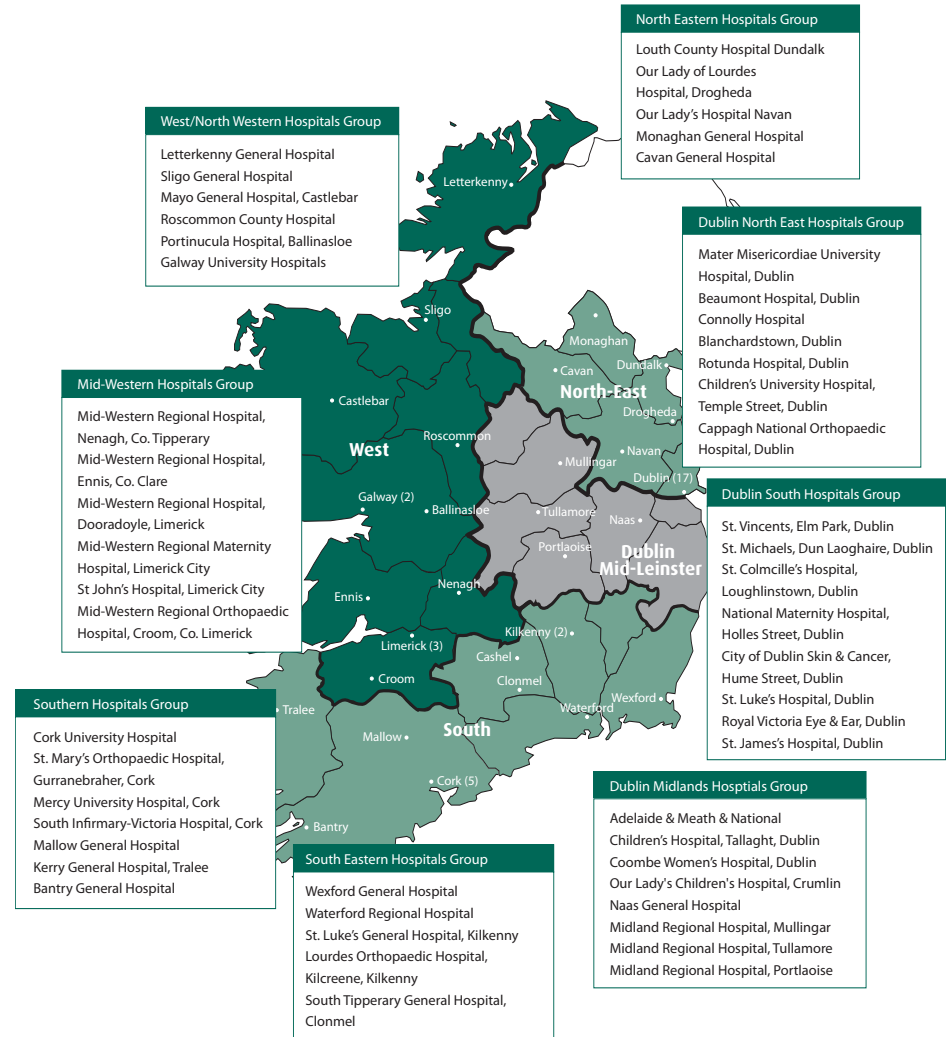 North Eastern Hospitals Group
Louth County Hospital Dundalk
Our Lady of Lourdes
Hospital, Drogheda
Our Lady's Hospital Navan
Monaghan General Hospital
Cavan General Hospital
West/North Western Hospitals Group
Letterkenny General Hospital
Sligo General Hospital
Mayo General Hospital, Castlebar
Roscommon County Hospital
Portinucula Hospital, Ballinasloe
Galway University Hospitals
Dublin North East Hospitals Group
Mater Misericordiae University
Hospital, Dublin
Beaumont Hospital, Dublin
Connolly Hospital
Blanchardstown, Dublin
Rotunda Hospital, Dublin
Children's University Hospital,
Temple Street, Dublin
Cappagh National Orthopaedic
Hospital, Dublin
Mid-Western Hospitals Group
Mid-Western Regional Hospital,
Nenagh, Co. Tipperary
Mid-Western Regional Hospital,
Ennis, Co. Clare
Mid-Western Regional Hospital,
Dooradoyle, Limerick
Mid-Western Regional Maternity
Hospital, Limerick City
St John's Hospital, Limerick City
Mid-Western Regional Orthopaedic
Hospital, Croom, Co. Limerick
Dublin South Hospitals Group
St. Vincents, Elm Park, Dublin
St. Michaels, Dun Laoghaire, Dublin
St. Colmcille's Hospital,
Loughlinstown, Dublin
National Maternity Hospital,
Holles Street, Dublin
City of Dublin Skin & Cancer,
Hume Street, Dublin
St. Luke's Hospital, Dublin
Royal Victoria Eye & Ear, Dublin
St. James's Hospital, Dublin
Southern Hospitals Group
Cork University Hospital
St. Mary's Orthopaedic Hospital,
Gurranebraher, Cork
Mercy University Hospital, Cork
South Infirmary-Victoria Hospital, Cork
Mallow General Hospital
Kerry General Hospital, Tralee
Bantry General Hospital
South Eastern Hospitals Group
Wexford General Hospital
Waterford Regional Hospital
St. Luke's General Hospital, Kilkenny
Lourdes Orthopaedic Hospital,
Kilcreene, Kilkenny
South Tipperary General Hospital,
Clonmel
Dublin Midlands Hosptials Group
Adelaide & Meath & National
Children's Hospital, Tallaght, Dublin
Coombe Women's Hospital, Dublin
Our Lady's Children's Hospital, Crumlin
Naas General Hospital
Midland Regional Hospital, Mullingar
Midland Regional Hospital, Tullamore
Midland Regional Hospital, Portlaoise
Letterkenny
Sligo
Monaghan
Cavan
Dundalk
North-East
Castlebar
Drogheda
West
Roscommon
Navan
Mullingar
Dublin (17)
Galway (2)
Ballinasloe
Tullamore
Naas
Portlaoise
Dublin
Mid-Leinster
Nenagh
Ennis
Kilkenny (2)
Limerick (3)
Cashel
Croom
Clonmel
Wexford
Waterford
Tralee
Mallow
South
Cork (5)
Bantry